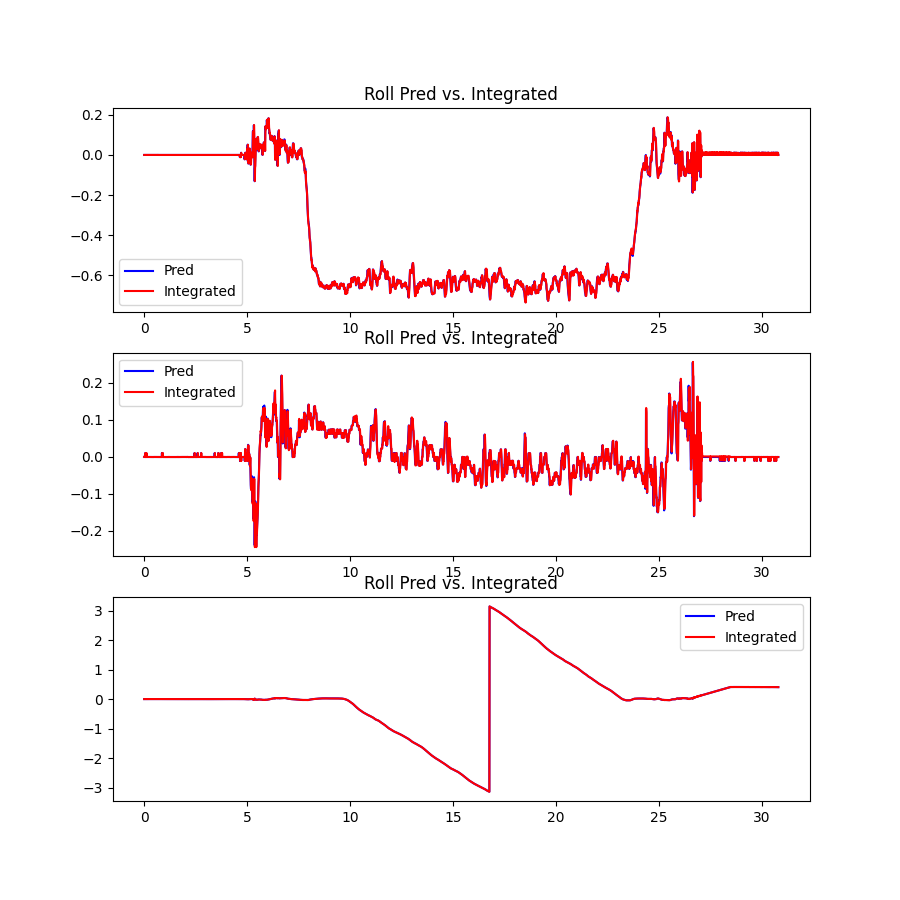 Roll Pred vs. Integrated
0.2
0.0
−0.2
−0.4
−0.6
Pred
Integrated
0 5 10 15 20 25 30
Roll Pred vs. Integrated
0.2
0.1
0.0
−0.1
−0.2
Pred
Integrated
0 5 10 15 20 25 30
Roll Pred vs. Integrated
3
2
1
0
−1
−2
−3
Pred
Integrated
0 5 10 15 20 25 30